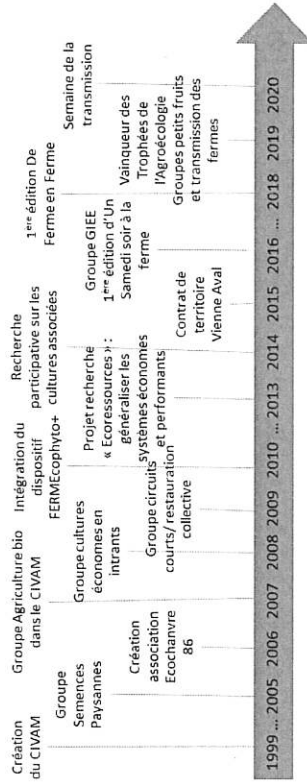 Création
du CIVAM
Groupe
Semences
Paysannes
Groupe Agriculture bio
dans le CIVAM
Création
association
Ecochanvre
86
Groupe cultures
économes en
intrants
Intégration du
dispositif
FERMEcophyto+
Groupe circuits
courts/restauration
collective
Recherche
participative sur les
cultures associées
Projet recherche
« Ecoressources » :
généraliser les
systèmes économes
et performants
Contrat de
territoire
Vienne Aval
Groupe GIEE
1ère édition d'Un
Samedi soir à la
ferme
1ère édition De
Ferme en Ferme
Vainqueur des
Trophées de
l'Agroécologie
Groupes petits fruits
et transmission des
fermes
Semaine de la
transmission
1999 ... 2005 2006 2007 2008 2009 2010 ... 2013 2014 2015 2016 ... 2018 2019 2020